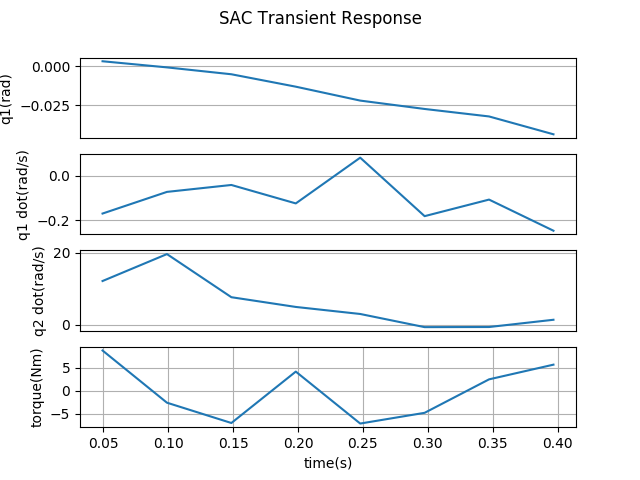 SAC Transient Response
0.000
−0.025
q1(rad)
0.0
−0.2
q1 dot(rad/s)
20
0
q2 dot(rad/s)
5
0
−5
torque(Nm)
0.05 0.10 0.15 0.20 0.25 0.30 0.35 0.40
time(s)